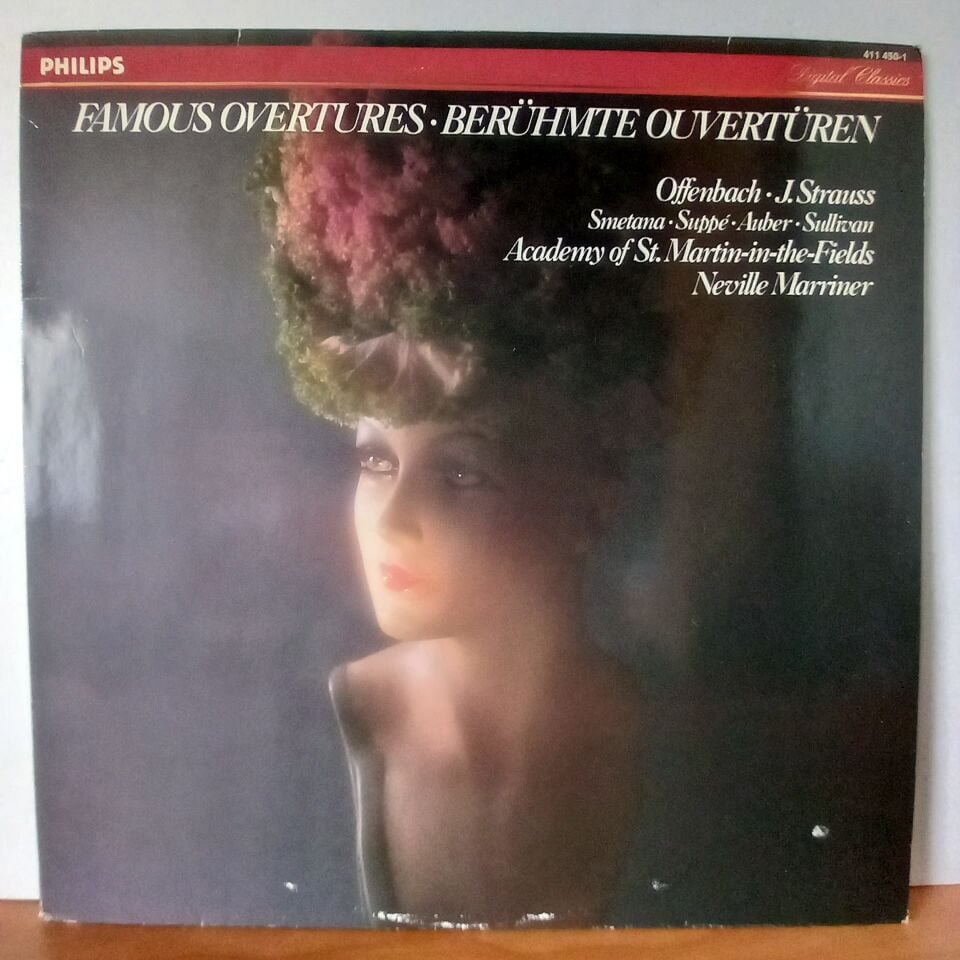 PHILIPS
411 450-1
Digital Classics
FAMOUS OVERTURES · BERÜHMTE OUVERTÜREN
Offenbach · J. Strauss
Smetana · Suppé · Auber · Sullivan
Academy of St. Martin-in-the-Fields
Neville Marriner